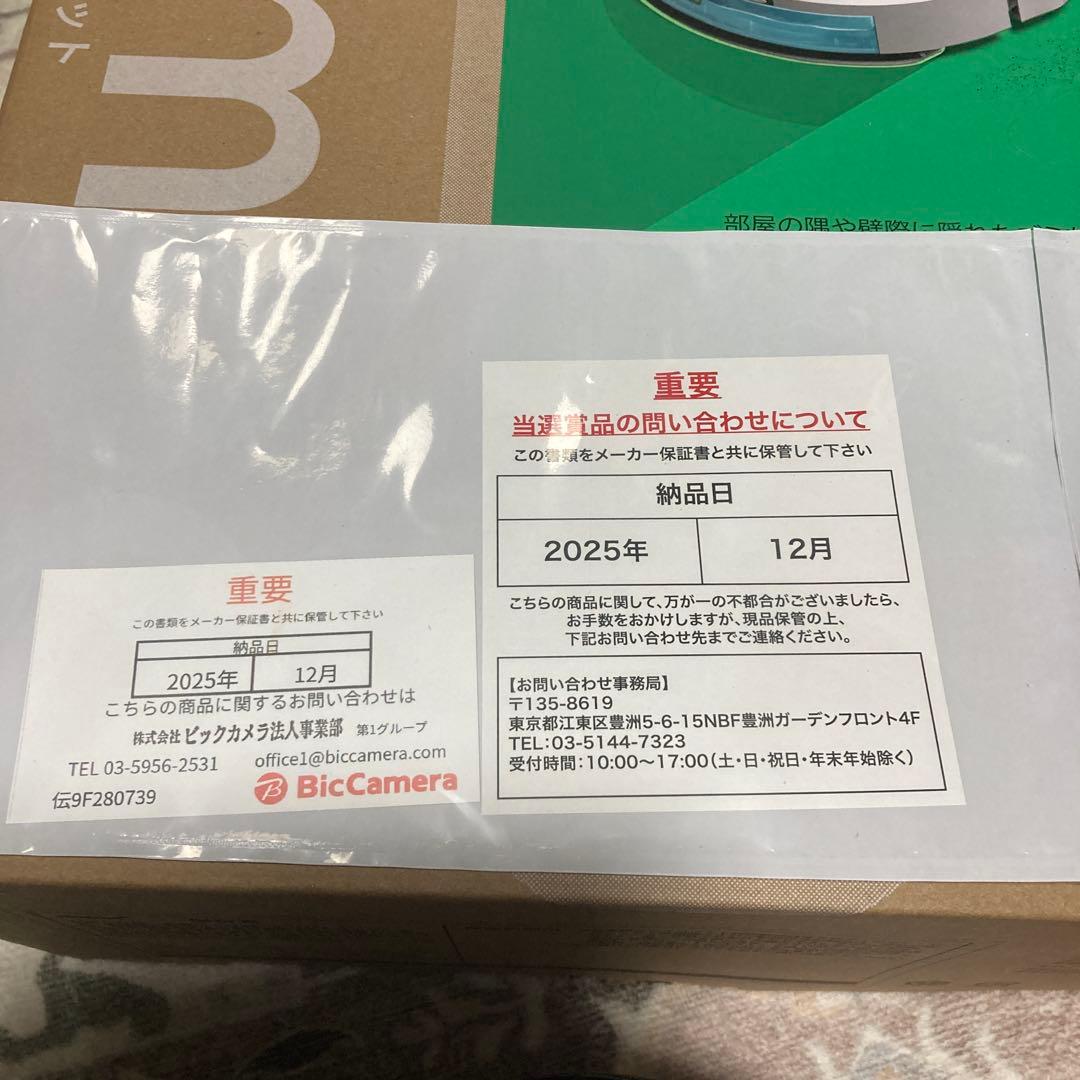 ット
m
部屋の隅や壁際に隠れた
重要
この書類をメーカー保証書と共に保管して下さい
納品日
2025年 12月
こちらの商品に関するお問い合わせは
株式会社 ビックカメラ法人事業部 第1グループ
TEL 03-5956-2531 office1@biccamera.com
伝9F280739 B BicCamera
重要
当選賞品の問い合わせについて
この書類をメーカー保証書と共に保管して下さい
納品日
2025年 12月
こちらの商品に関して、万が一の不都合がございましたら、
お手数をおかけしますが、現品保管の上、
下記お問い合わせ先までご連絡ください。
【お問い合わせ事務局】
〒135-8619
東京都江東区豊洲5-6-15NBF豊洲ガーデンフロント4F
TEL:03-5144-7323
受付時間:10:00〜17:00(土・日・祝日・年末年始除く)